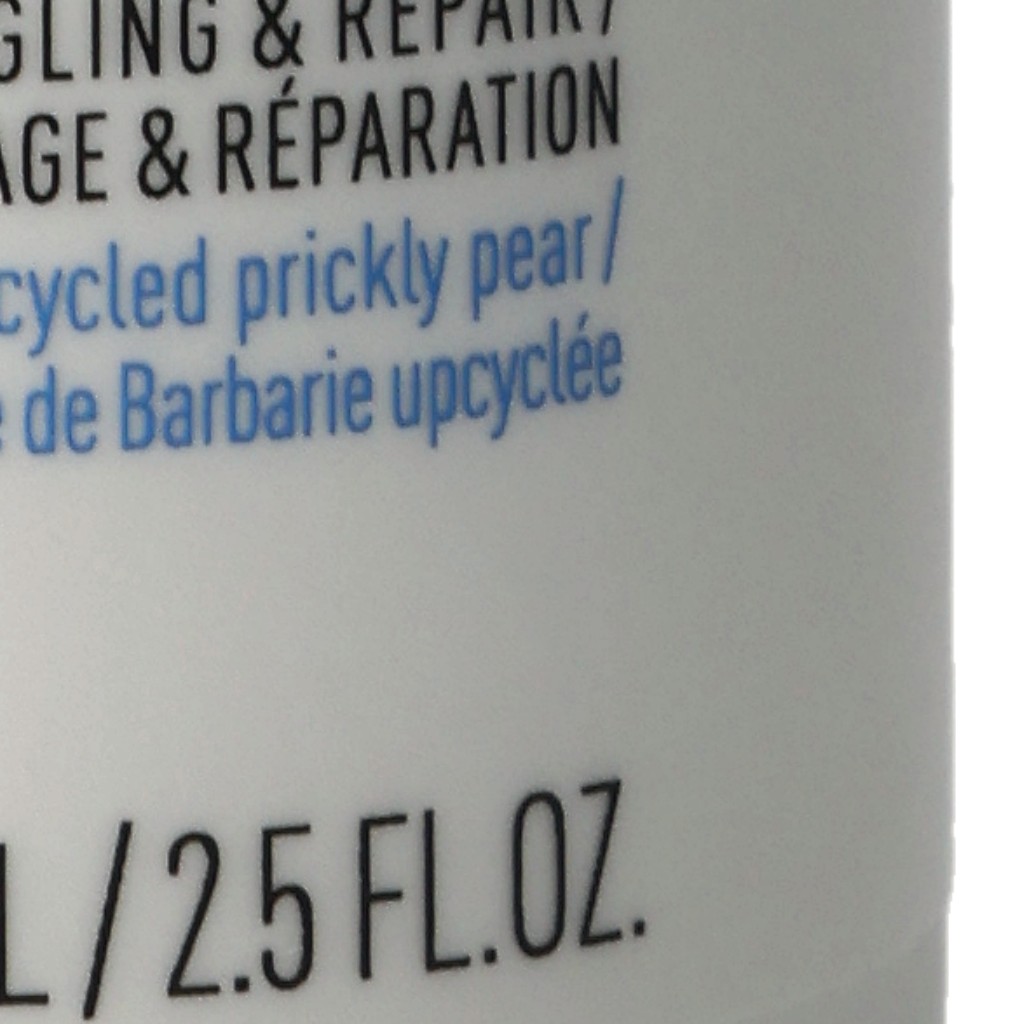 GLING & REPAIR/
AGE & RÉPARATION
cycled prickly pear/
e de Barbarie upcyclée
L / 2.5 FL.OZ.